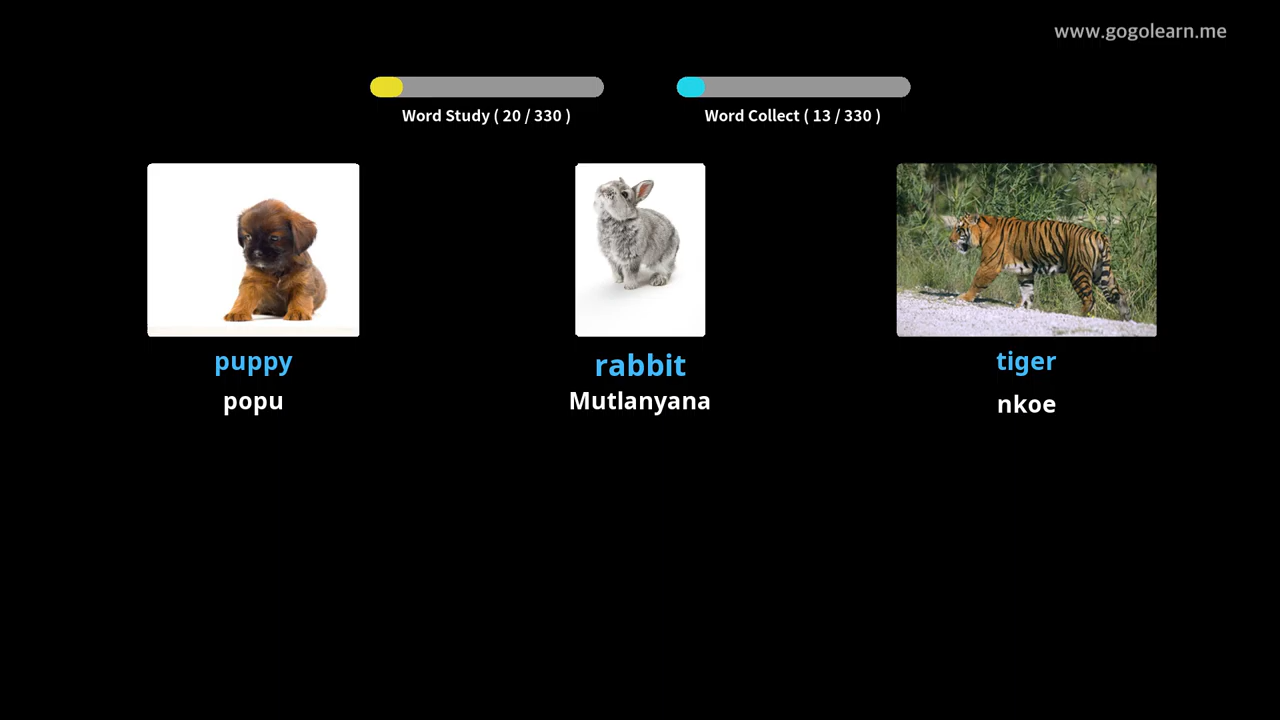 www.gogolearn.me
Word Study ( 20 / 330 )
Word Collect ( 13 / 330 )
puppy
popu
rabbit
Mutlanyana
tiger
nkoe